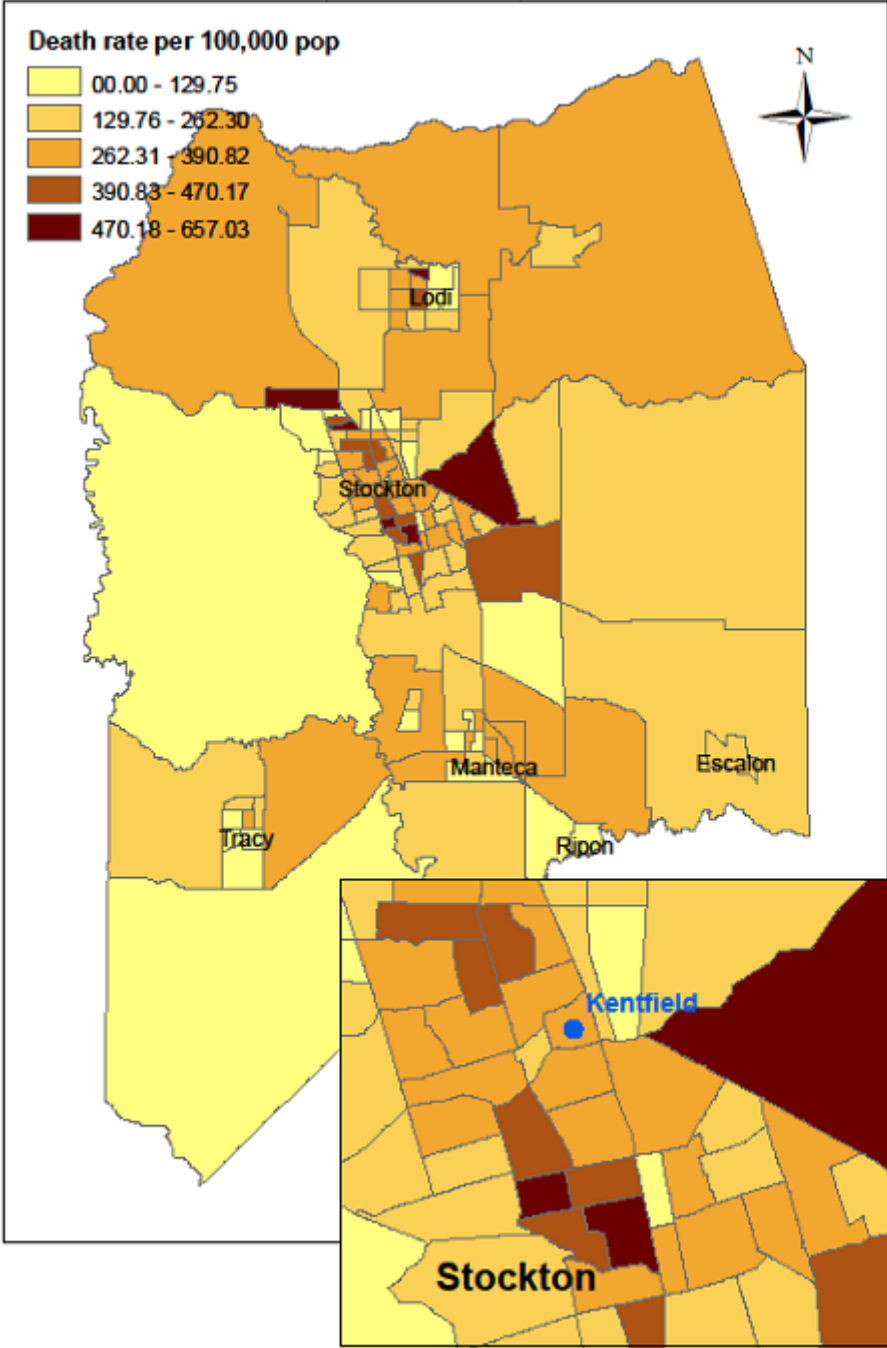 Death rate per 100,000 pop
00.00 - 129.75
129.76 - 262.30
262.31 - 390.82
390.83 - 470.17
470.18 - 657.03
N
Lodi
Stockton
Manteca
Escalon
Tracy
Ripon
Kentfield
Stockton